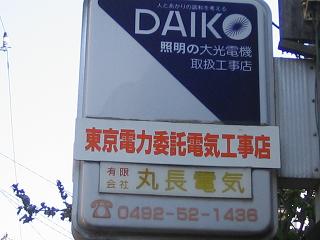 人とあかりの調和を考える
DAIKO
照明の大光電機
取扱工事店
東京電力委託電気工事店
有限会社 丸長電気
☎0492-52-1436